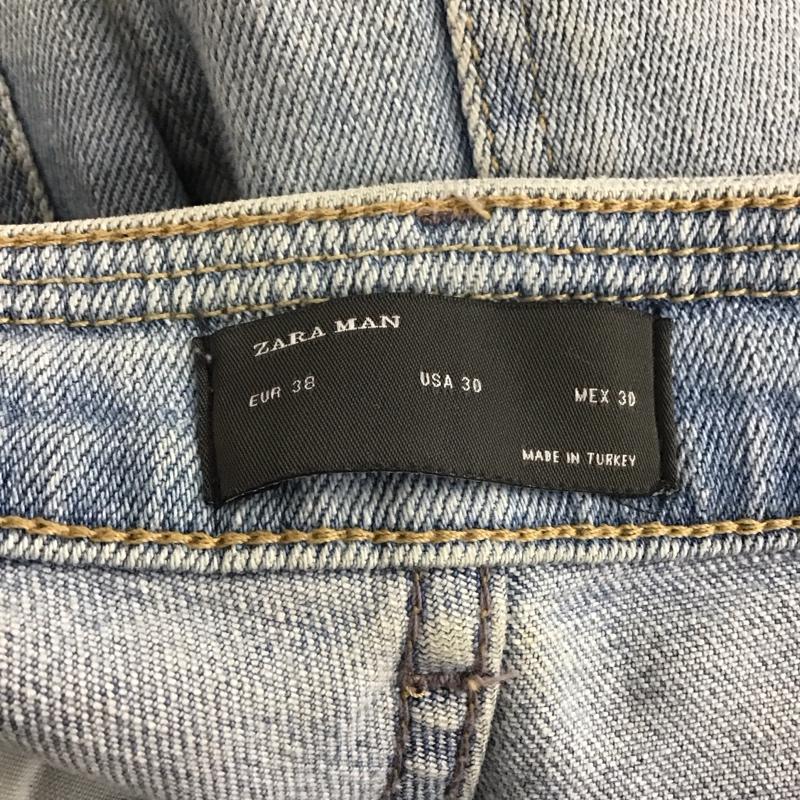 ZARA MAN
EUR 38 USA 30 MEX 30
MADE IN TURKEY